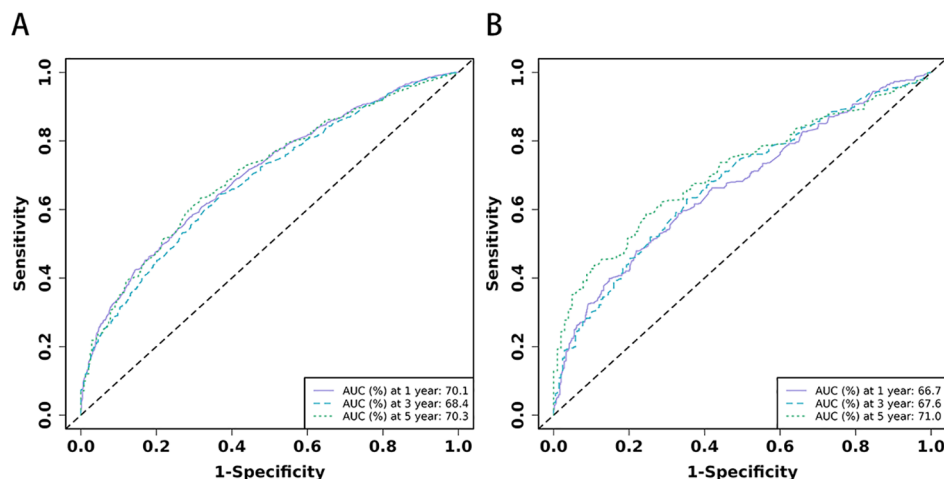 A
Sensitivity
1.0
0.8
0.6
0.4
0.2
0.0
AUC (%) at 1 year: 70.1
AUC (%) at 3 year: 68.4
AUC (%) at 5 year: 70.3
0.0 0.2 0.4 0.6 0.8 1.0
1-Specificity
B
Sensitivity
1.0
0.8
0.6
0.4
0.2
0.0
AUC (%) at 1 year: 66.7
AUC (%) at 3 year: 67.6
AUC (%) at 5 year: 71.0
0.0 0.2 0.4 0.6 0.8 1.0
1-Specificity